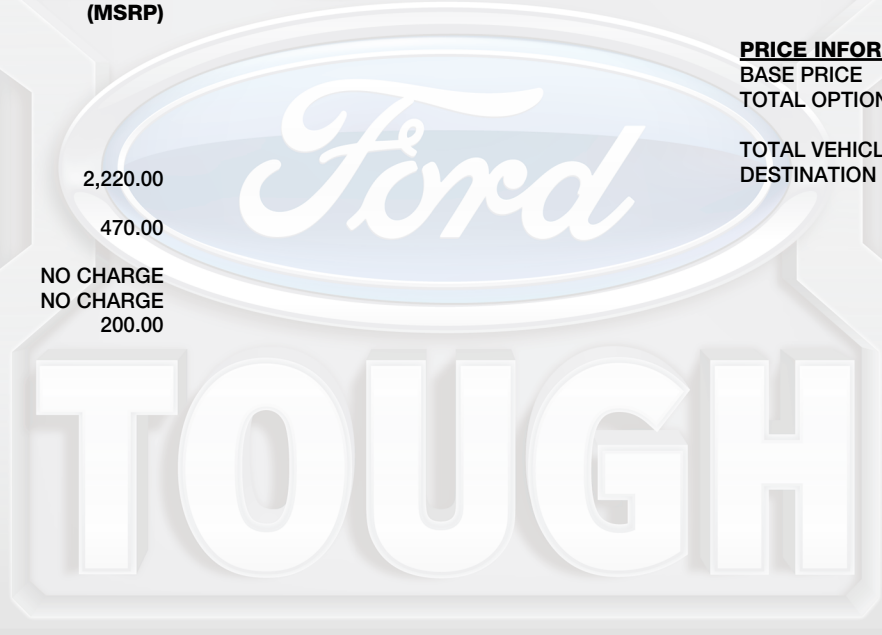 (MSRP)
PRICE INFOR
BASE PRICE
TOTAL OPTION
TOTAL VEHICL
DESTINATION
2,220.00
470.00
NO CHARGE
NO CHARGE
200.00
Ford
TOUGH